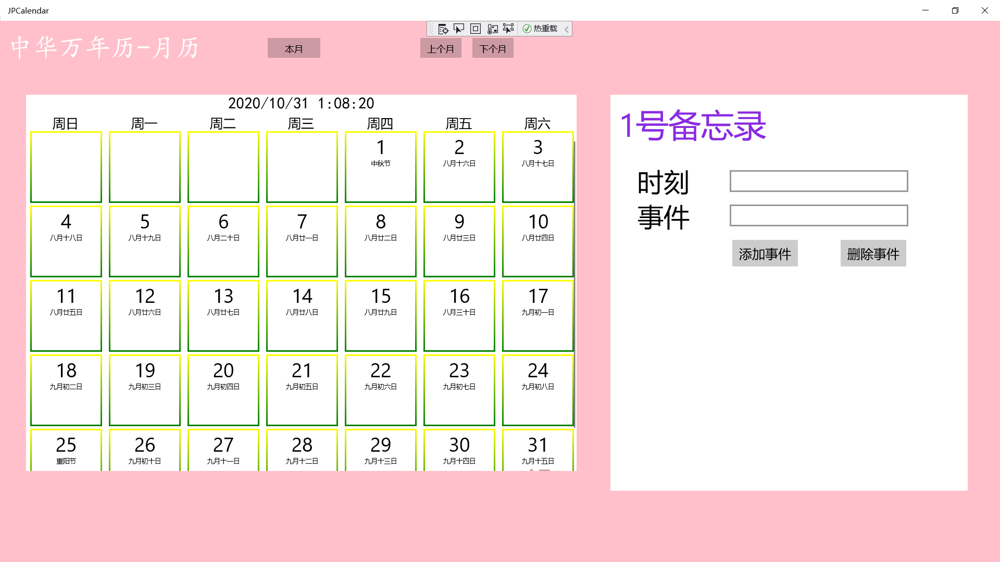 JPCalendar
热重载
中华万年历-月历
本月
上个月
下个月
2020/10/31 1:08:20
周日 周一 周二 周三 周四 周五 周六
1 2 3
中秋节 八月十六日 八月十七日
4 5 6 7 8 9 10
八月十八日 八月十九日 八月二十日 八月廿一日 八月廿二日 八月廿三日 八月廿四日
11 12 13 14 15 16 17
八月廿五日 八月廿六日 八月廿七日 八月廿八日 八月廿九日 八月三十日 九月初一日
18 19 20 21 22 23 24
九月初二日 九月初三日 九月初四日 九月初五日 九月初六日 九月初七日 九月初八日
25 26 27 28 29 30 31
重阳节 九月初十日 九月十一日 九月十二日 九月十三日 九月十四日 九月十五日
1号备忘录
时刻
事件
添加事件
删除事件